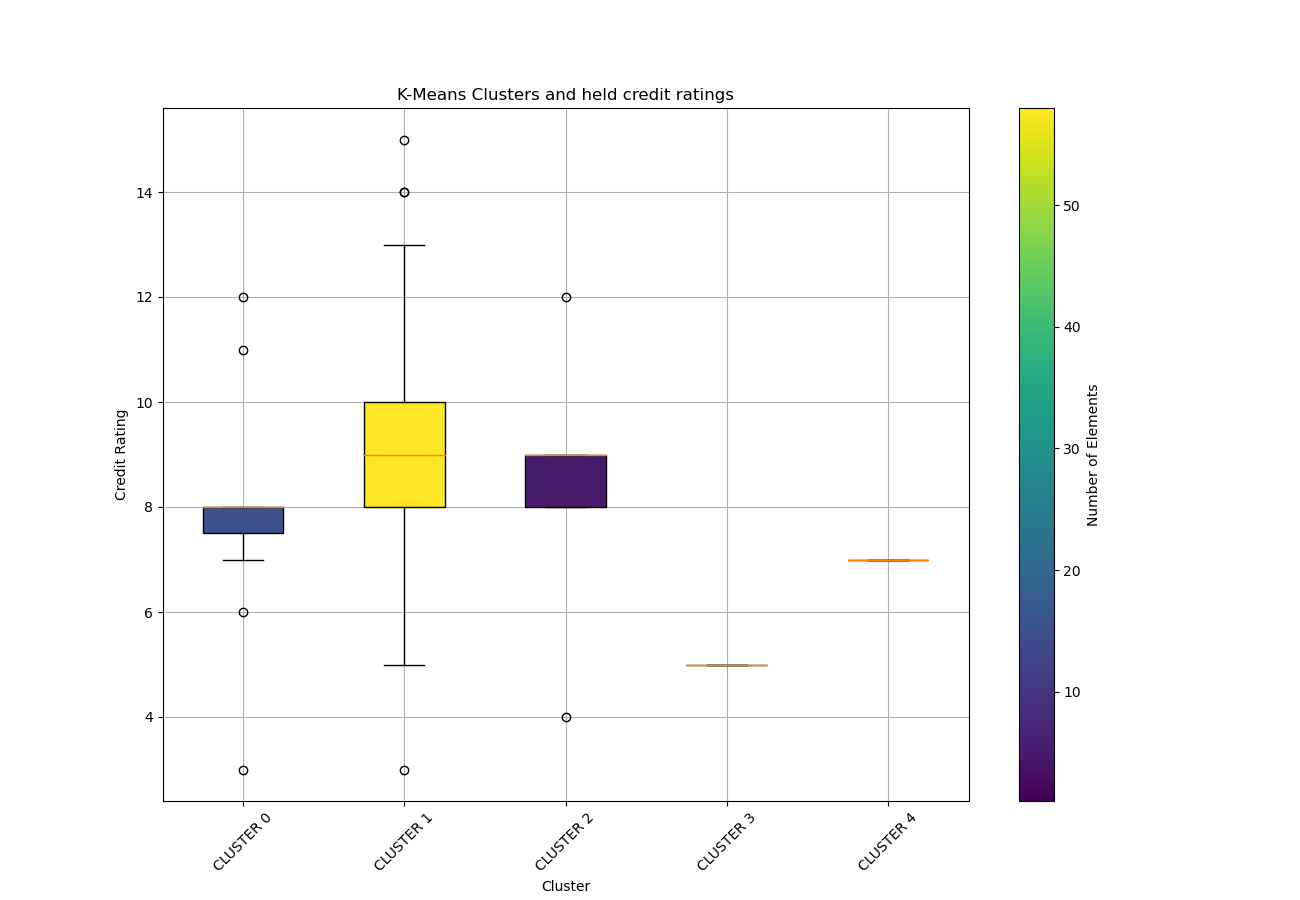 K-Means Clusters and held credit ratings
Credit Rating
14
12
10
8
6
4
CLUSTER 0
CLUSTER 1
CLUSTER 2
CLUSTER 3
CLUSTER 4
Cluster
50
40
30
20
10
Number of Elements